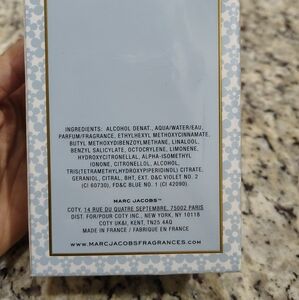 INGREDIENTS: ALCOHOL DENAT., AQUA/WATER/EAU,
PARFUM/FRAGRANCE, ETHYLHEXYL METHOXYCINNAMATE,
BUTYL METHOXYDIBENZOYLMETHANE, LINALOOL,
BENZYL SALICYLATE, OCTOCRYLENE, LIMONENE,
HYDROXYCITRONELLAL, ALPHA-ISOMETHYL
IONONE, CITRONELLOL, ALCOHOL,
TRIS(TETRAMETHYLHYDROXYPIPERIDINOL) CITRATE,
GERANIOL, CITRAL, BHT, EXT. D&C VIOLET NO. 2
(CI 60730), FD&C BLUE NO. 1 (CI 42090).
MARC JACOBS™
COTY, 14 RUE DU QUATRE SEPTEMBRE, 75002 PARIS
DIST. FOR/POUR COTY INC., NEW YORK, NY 10118
COTY UK&I, KENT, TN25 4AQ
MADE IN FRANCE / FABRIQUÉ EN FRANCE
WWW.MARCJACOBSFRAGRANCES.COM